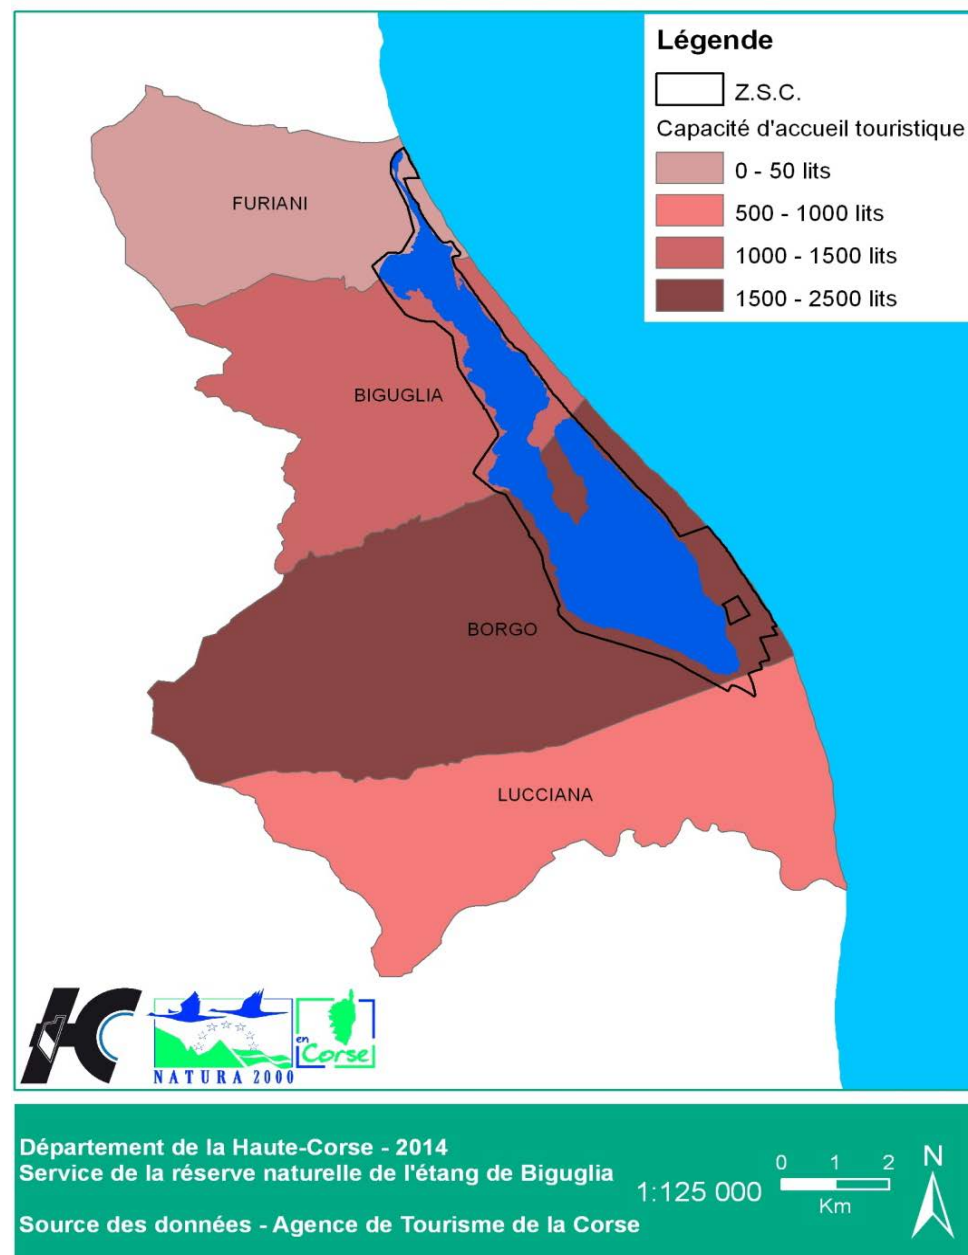 Légende
Z.S.C.
Capacité d'accueil touristique
0 - 50 lits
500 - 1000 lits
1000 - 1500 lits
1500 - 2500 lits
FURIANI
BIGUGLIA
BORGO
LUCCIANA
HC
NATURA 2000
en
Corse
Département de la Haute-Corse - 2014
Service de la réserve naturelle de l'étang de Biguglia
Source des données - Agence de Tourisme de la Corse
1:125 000
0 1 2
Km
N